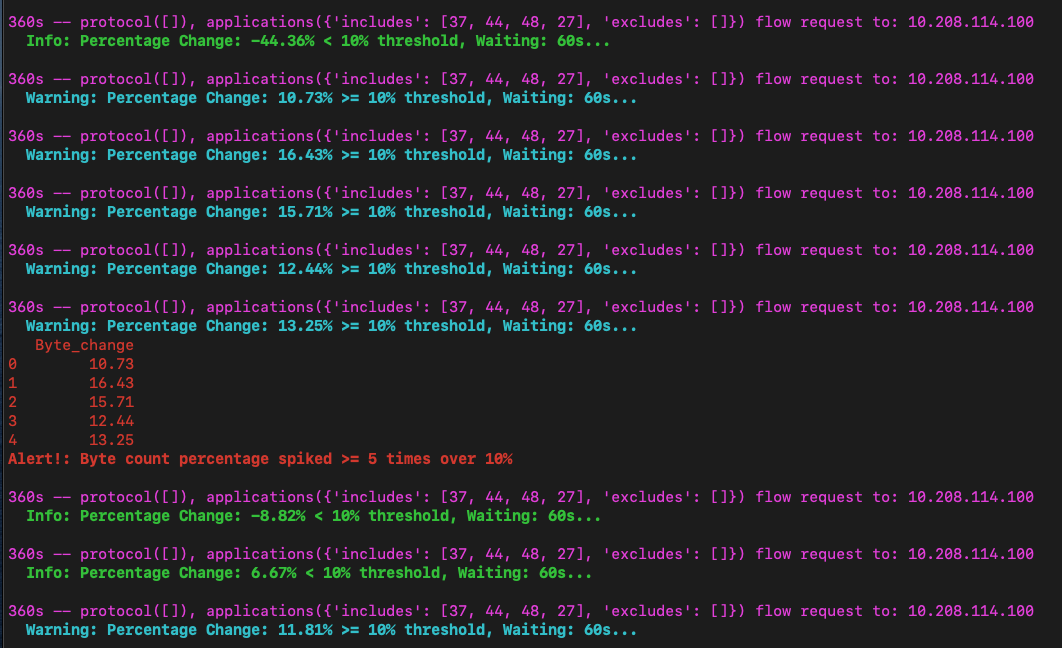 360s -- protocol([]), applications({'includes': [37, 44, 48, 27], 'excludes': []}) flow request to: 10.208.114.100
Info: Percentage Change: -44.36% < 10% threshold, Waiting: 60s...
360s -- protocol([]), applications({'includes': [37, 44, 48, 27], 'excludes': []}) flow request to: 10.208.114.100
Warning: Percentage Change: 10.73% >= 10% threshold, Waiting: 60s...
360s -- protocol([]), applications({'includes': [37, 44, 48, 27], 'excludes': []}) flow request to: 10.208.114.100
Warning: Percentage Change: 16.43% >= 10% threshold, Waiting: 60s...
360s -- protocol([]), applications({'includes': [37, 44, 48, 27], 'excludes': []}) flow request to: 10.208.114.100
Warning: Percentage Change: 15.71% >= 10% threshold, Waiting: 60s...
360s -- protocol([]), applications({'includes': [37, 44, 48, 27], 'excludes': []}) flow request to: 10.208.114.100
Warning: Percentage Change: 12.44% >= 10% threshold, Waiting: 60s...
360s -- protocol([]), applications({'includes': [37, 44, 48, 27], 'excludes': []}) flow request to: 10.208.114.100
Warning: Percentage Change: 13.25% >= 10% threshold, Waiting: 60s...
Byte_change
0 10.73
1 16.43
2 15.71
3 12.44
4 13.25
Alert!: Byte count percentage spiked >= 5 times over 10%
360s -- protocol([]), applications({'includes': [37, 44, 48, 27], 'excludes': []}) flow request to: 10.208.114.100
Info: Percentage Change: -8.82% < 10% threshold, Waiting: 60s...
360s -- protocol([]), applications({'includes': [37, 44, 48, 27], 'excludes': []}) flow request to: 10.208.114.100
Info: Percentage Change: 6.67% < 10% threshold, Waiting: 60s...
360s -- protocol([]), applications({'includes': [37, 44, 48, 27], 'excludes': []}) flow request to: 10.208.114.100
Warning: Percentage Change: 11.81% >= 10% threshold, Waiting: 60s...